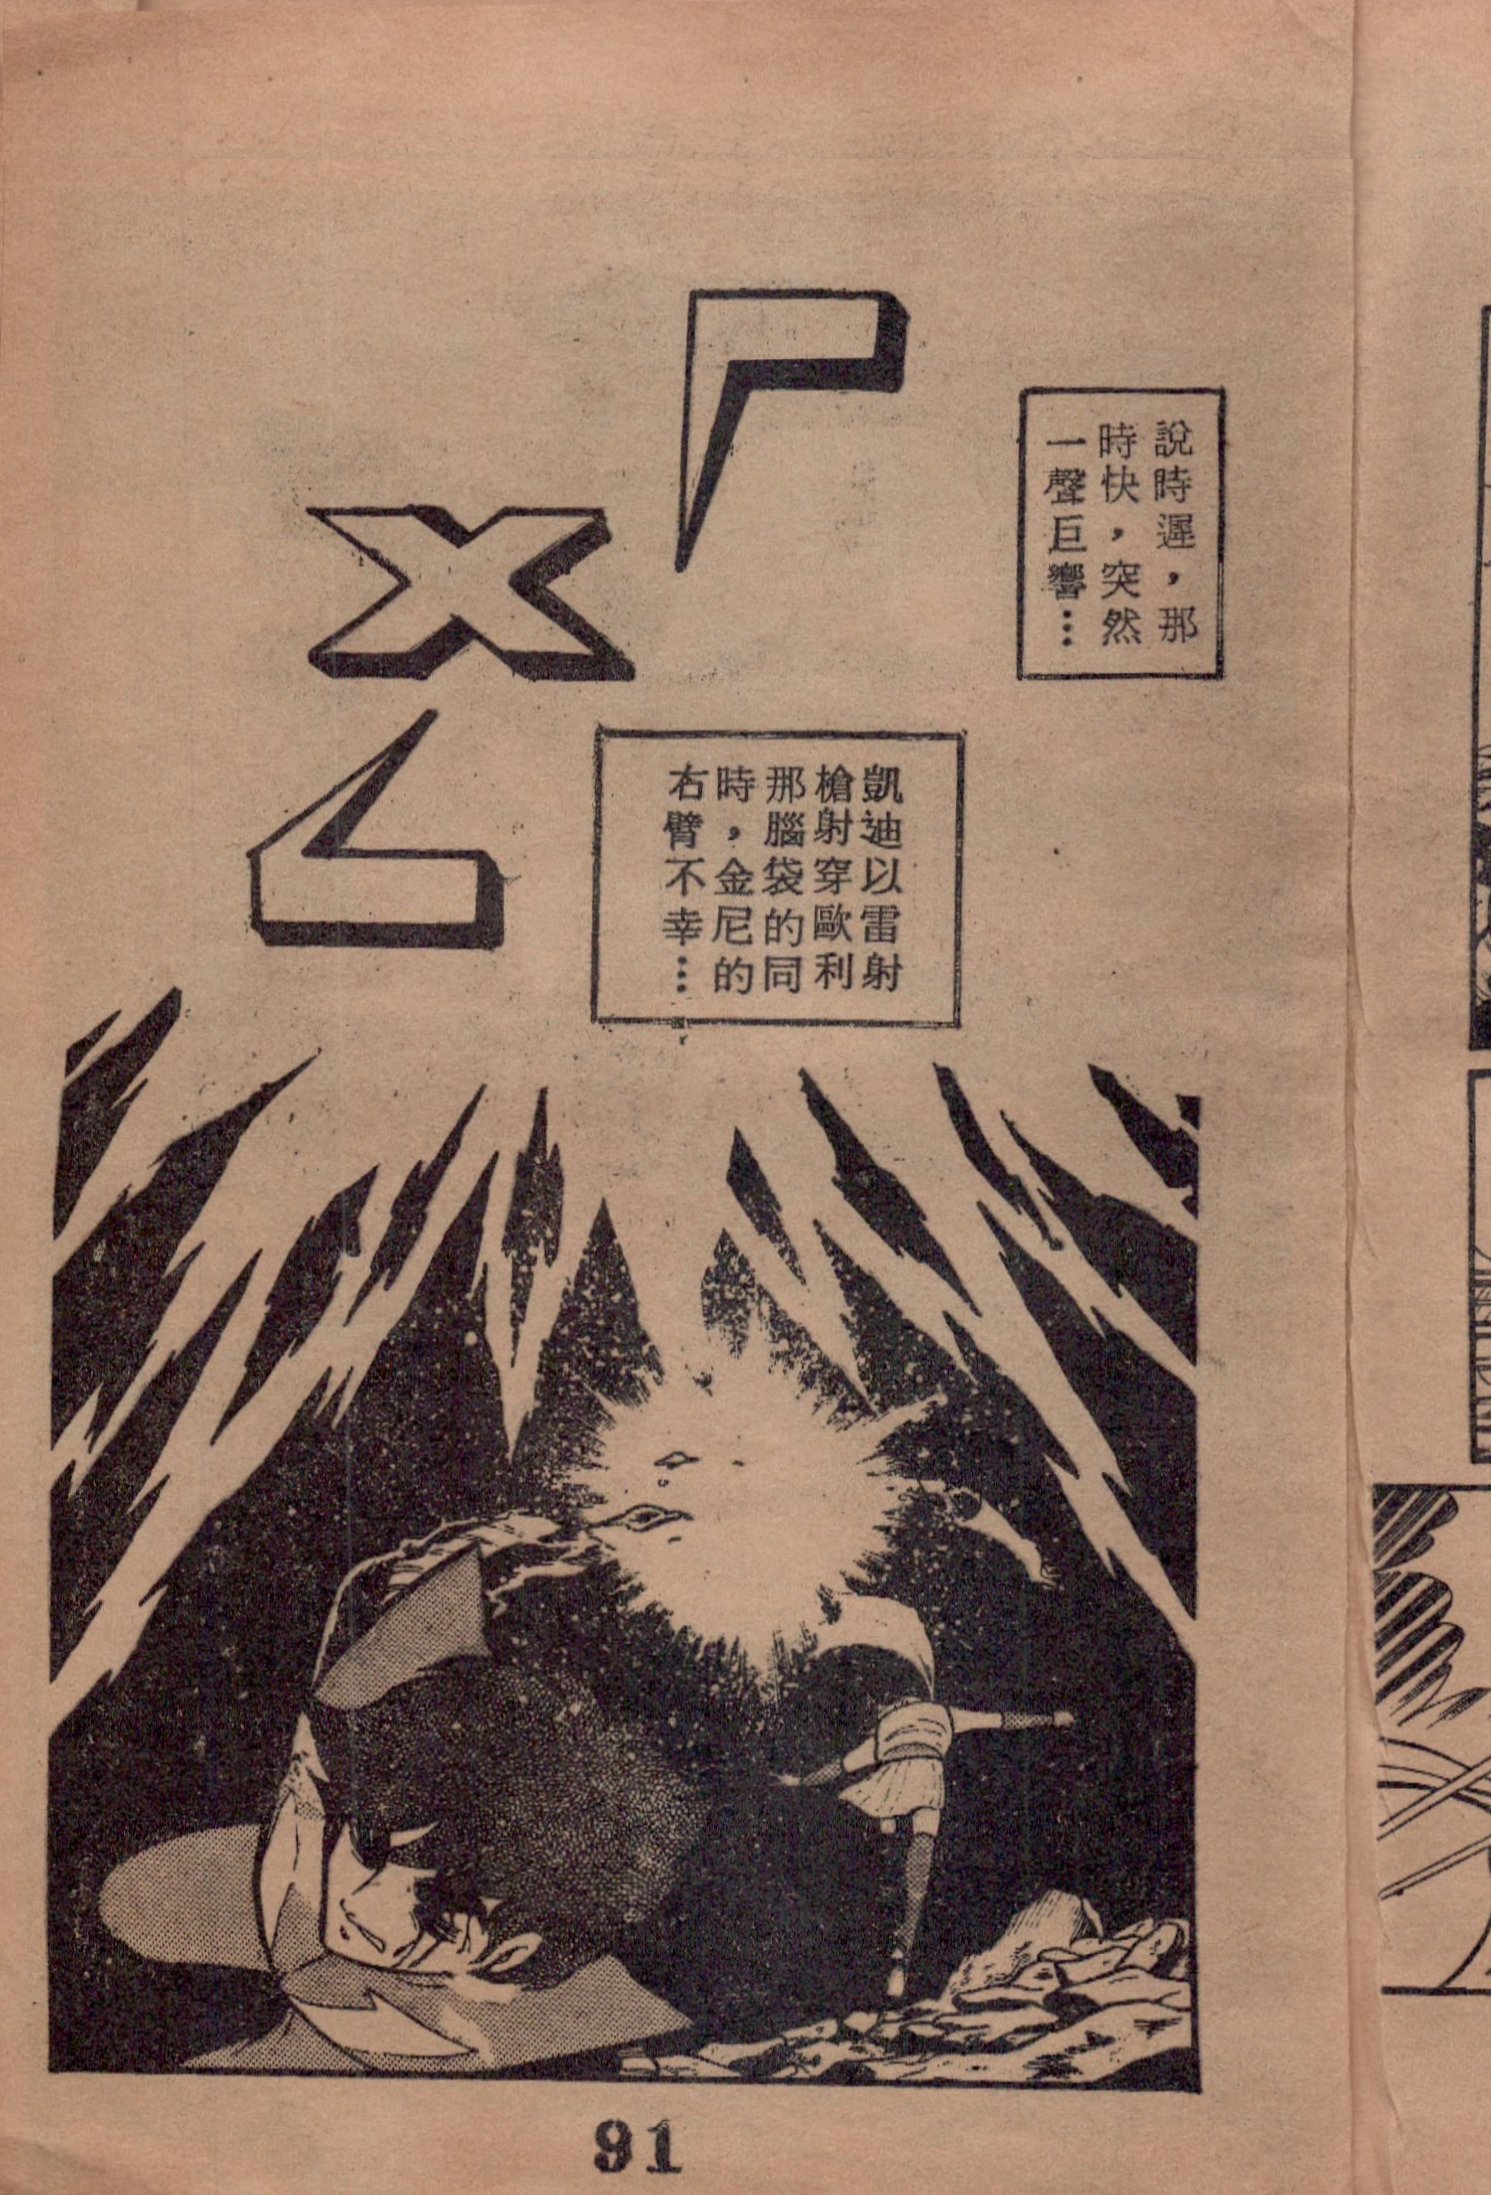 說時遲，那
時快，突然
一聲巨響…
ㄏㄨㄥ
凱迪以雷射
槍射穿歐利
那腦袋的同
時，金尼的
右臂不幸…
91